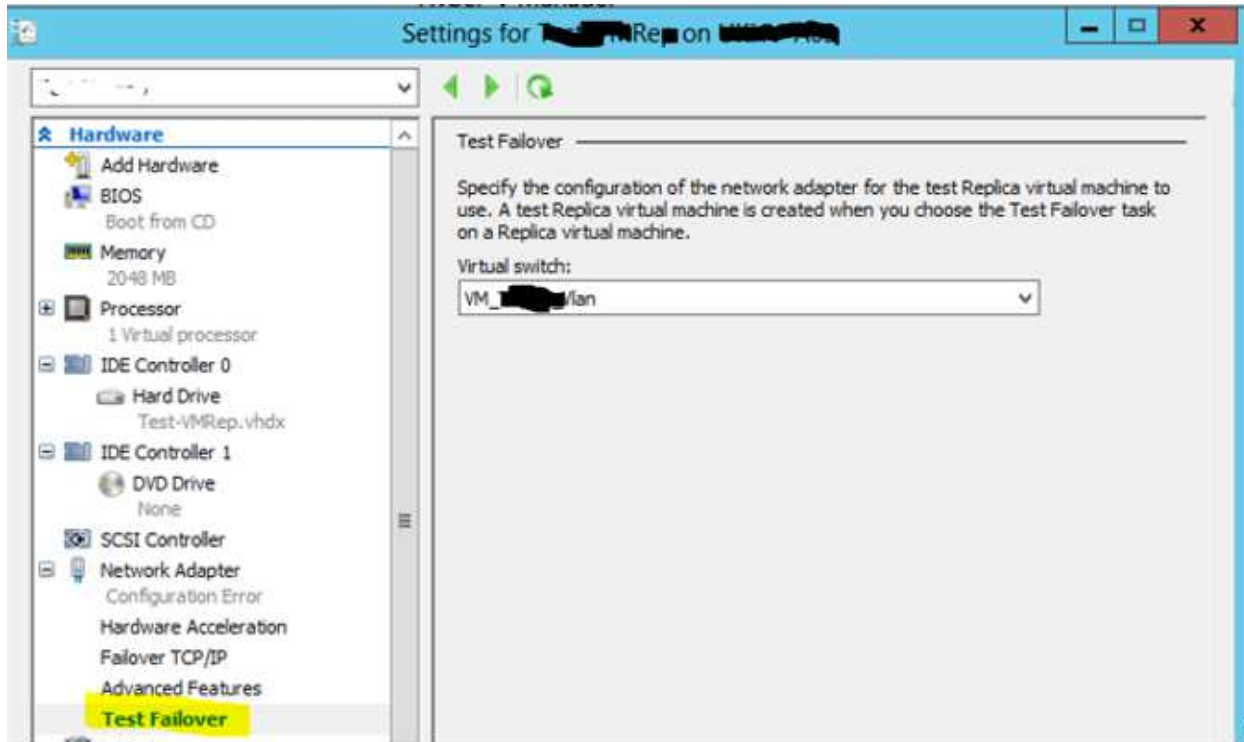 Settings for on
Hardware
Add Hardware
BIOS
Boot from CD
Memory
2048 MB
Processor
1 Virtual processor
IDE Controller 0
Hard Drive
Test-VMRep.vhdx
IDE Controller 1
DVD Drive
None
SCSI Controller
Network Adapter
Configuration Error
Hardware Acceleration
Failover TCP/IP
Advanced Features
Test Failover
Test Failover
Specify the configuration of the network adapter for the test Replica virtual machine to
use. A test Replica virtual machine is created when you choose the Test Failover task
on a Replica virtual machine.
Virtual switch: